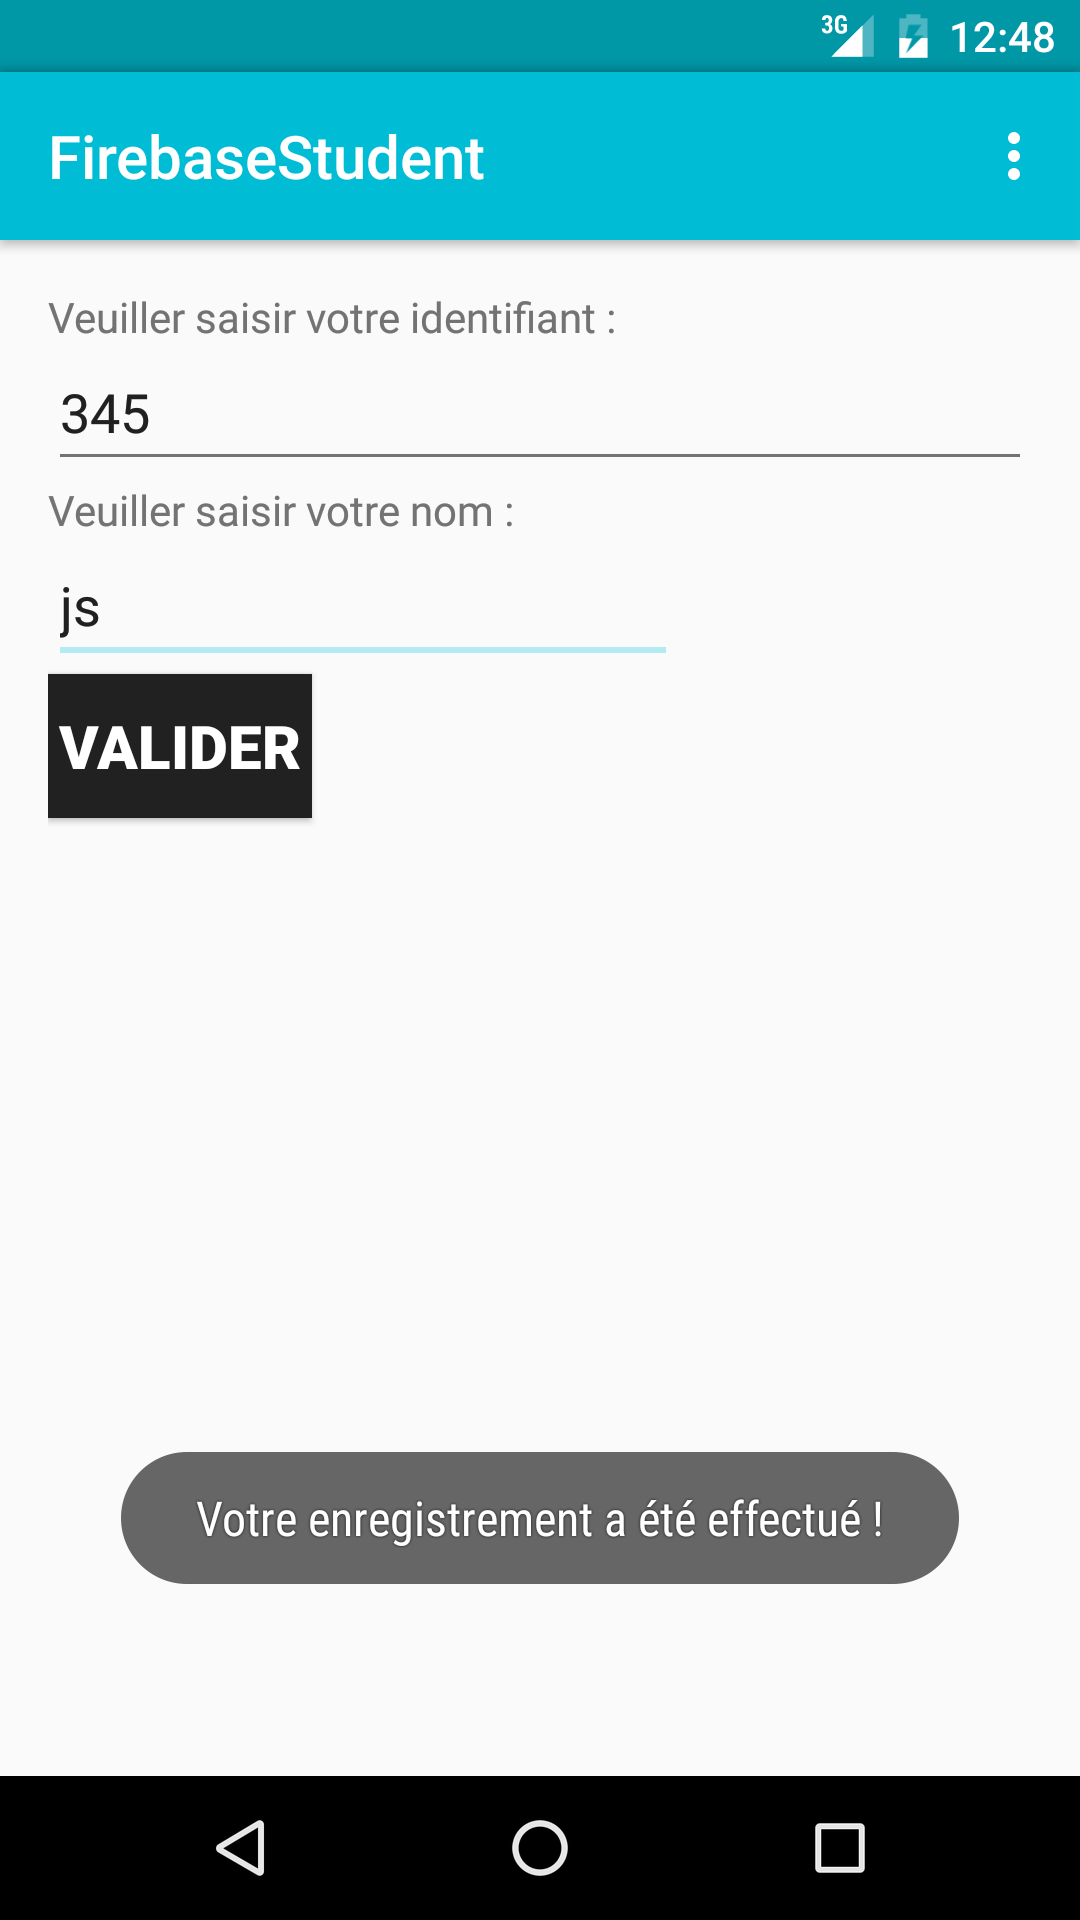 3G 12:48
FirebaseStudent
Veuiller saisir votre identifiant :
345
Veuiller saisir votre nom :
js
VALIDER
Votre enregistrement a été effectué !